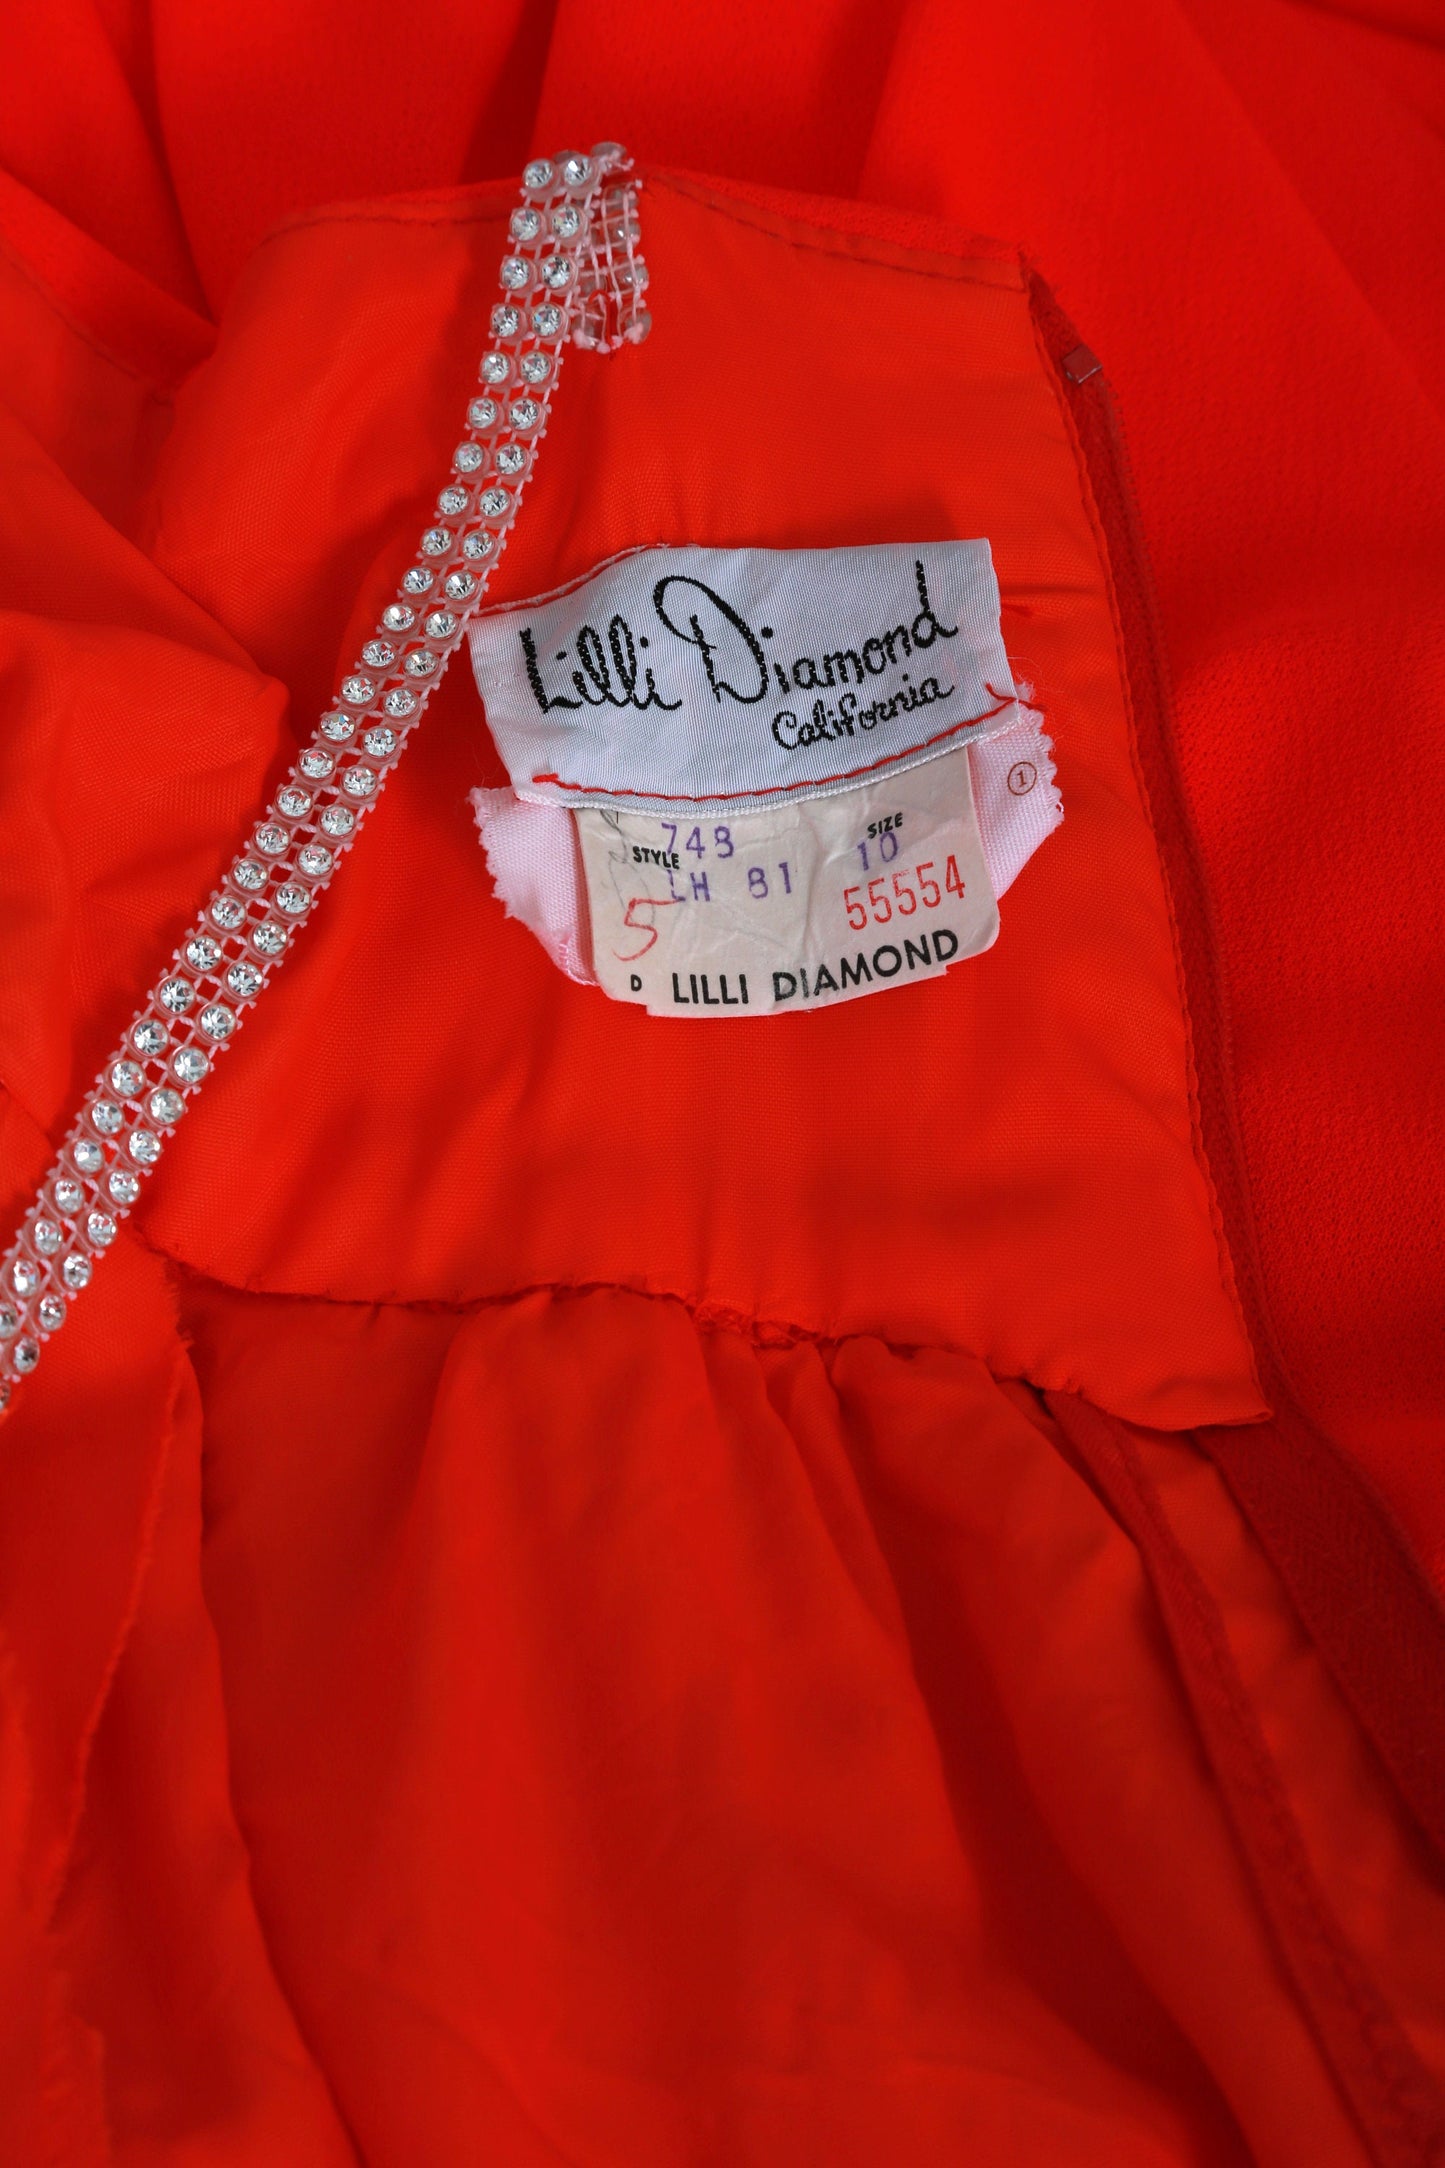 Lilli Diamond
California
1
748 SIZE
STYLE 10
LH 81 55554
5
D LILLI DIAMOND